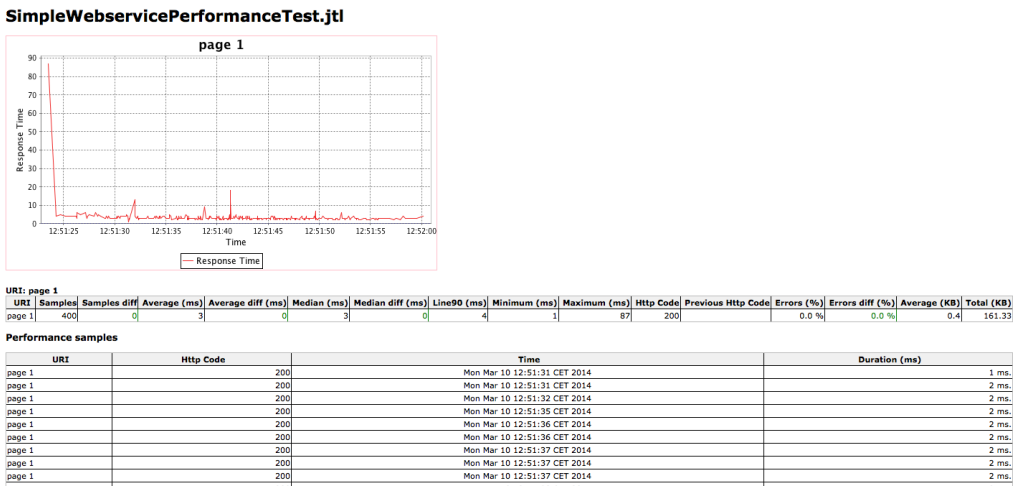 SimpleWebservicePerformanceTest.jtl
page 1
90
80
70
60
50
40
30
20
10
0
Response Time
12:51:25 12:51:30 12:51:35 12:51:40 12:51:45 12:51:50 12:51:55 12:52:00
Time
Response Time
URI: page 1
URI Samples Samples diff Average (ms) Average diff (ms) Median (ms) Median diff (ms) Line90 (ms) Minimum (ms) Maximum (ms) Http Code Previous Http Code Errors (%) Errors diff (%) Average (KB) Total (KB)
page 1 400 0 3 0 3 0 4 1 87 200 0.0 % 0.0 % 0.4 161.33
Performance samples
URI Http Code Time Duration (ms)
page 1 200 Mon Mar 10 12:51:31 CET 2014 1 ms.
page 1 200 Mon Mar 10 12:51:31 CET 2014 2 ms.
page 1 200 Mon Mar 10 12:51:32 CET 2014 2 ms.
page 1 200 Mon Mar 10 12:51:35 CET 2014 2 ms.
page 1 200 Mon Mar 10 12:51:36 CET 2014 2 ms.
page 1 200 Mon Mar 10 12:51:36 CET 2014 2 ms.
page 1 200 Mon Mar 10 12:51:37 CET 2014 2 ms.
page 1 200 Mon Mar 10 12:51:37 CET 2014 2 ms.
page 1 200 Mon Mar 10 12:51:37 CET 2014 2 ms.